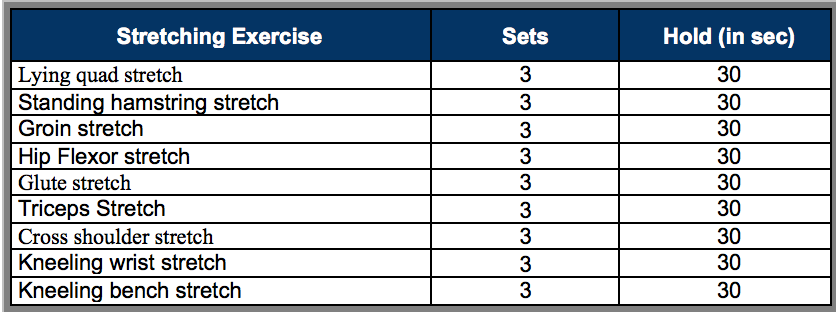 Stretching Exercise Sets Hold (in sec)
Lying quad stretch 3 30
Standing hamstring stretch 3 30
Groin stretch 3 30
Hip Flexor stretch 3 30
Glute stretch 3 30
Triceps Stretch 3 30
Cross shoulder stretch 3 30
Kneeling wrist stretch 3 30
Kneeling bench stretch 3 30